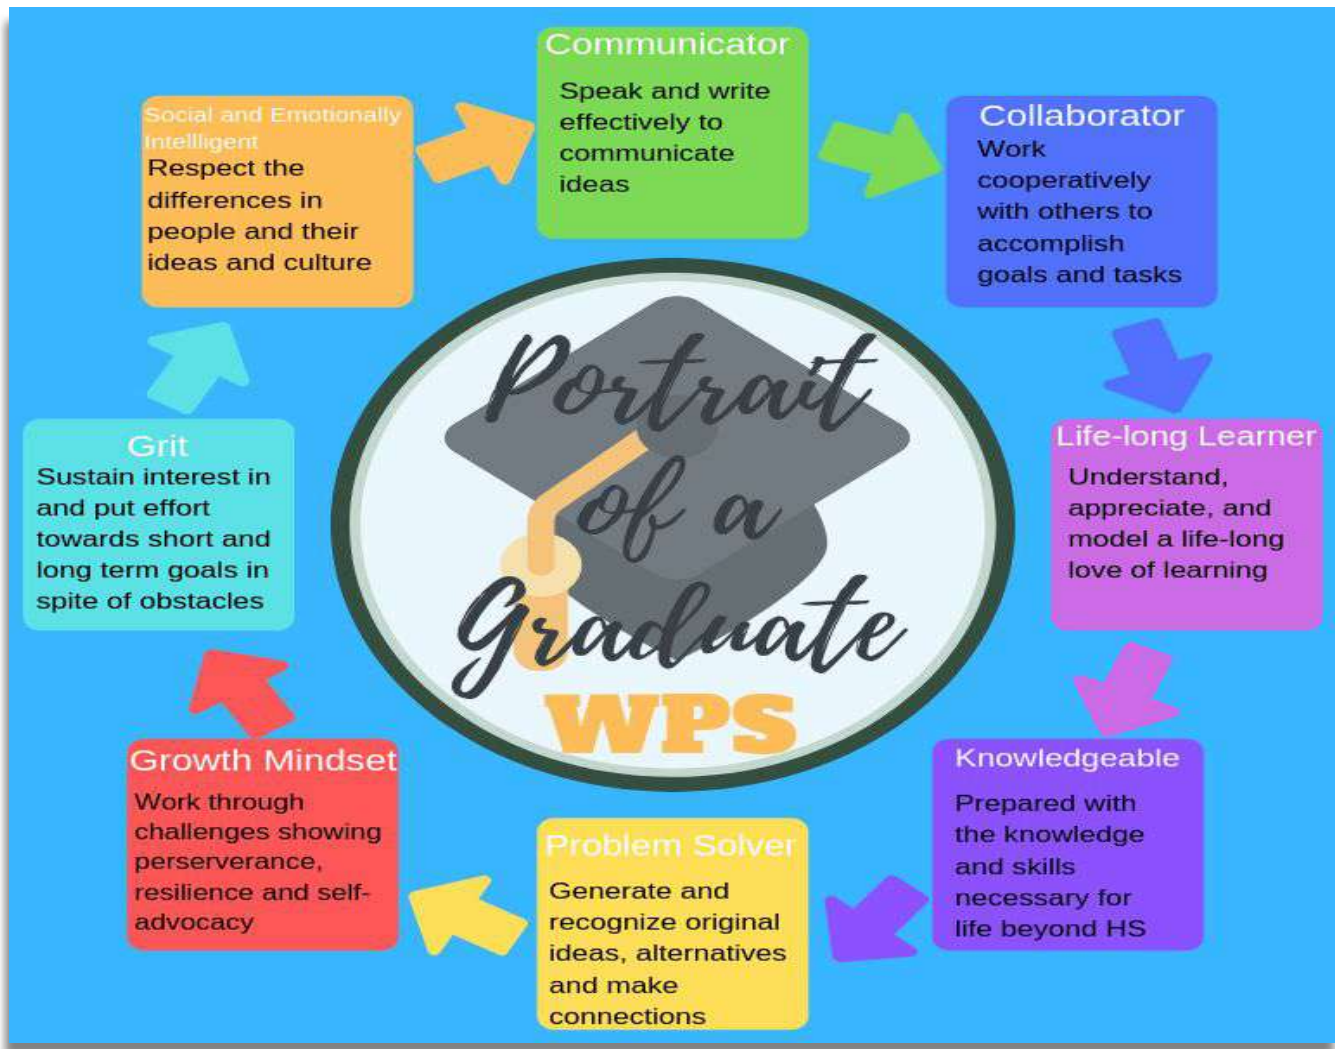 Communicator
Speak and write
effectively to
communicate
ideas
Collaborator
Work
cooperatively
with others to
accomplish
goals and tasks
Life-long Learner
Understand,
appreciate, and
model a life-long
love of learning
Knowledgeable
Prepared with
the knowledge
and skills
necessary for
life beyond HS
Problem Solver
Generate and
recognize original
ideas, alternatives
and make
connections
Growth Mindset
Work through
challenges showing
perserverance,
resilience and self-
advocacy
Grit
Sustain interest in
and put effort
towards short and
long term goals in
spite of obstacles
Social and Emotionally
Intellligent
Respect the
differences in
people and their
ideas and culture
Portrait
of a
Graduate
WPS